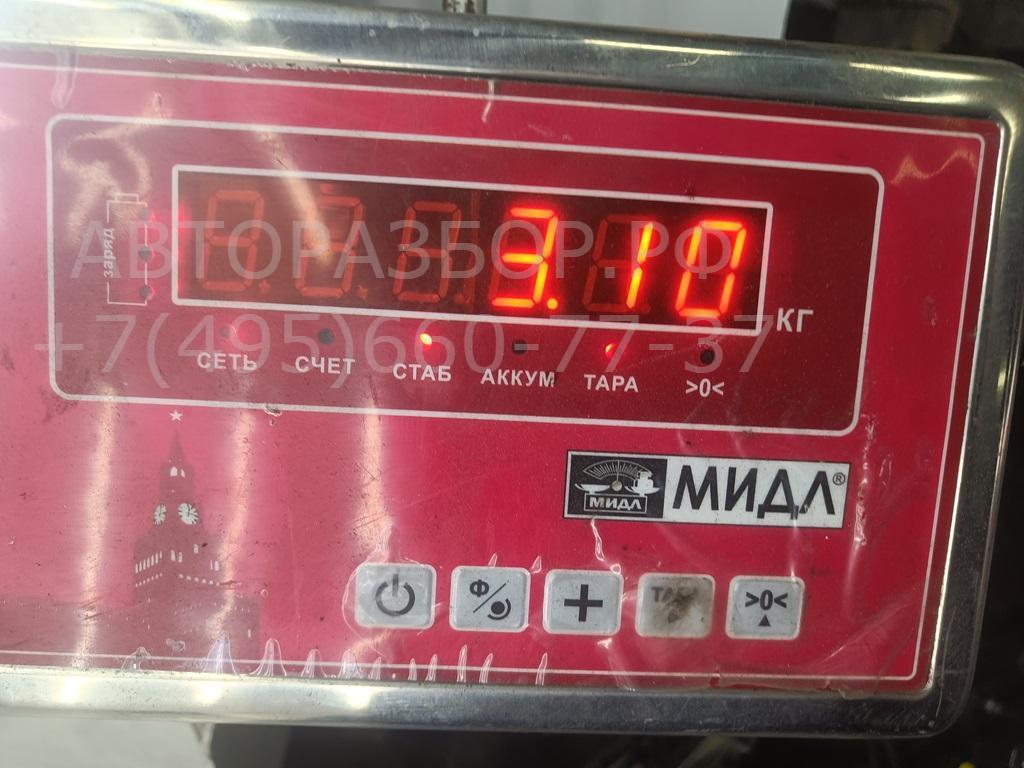 заряд
3.10
КГ
АВТОРАЗБОР.РФ
+7(495)660-77-37
СЕТЬ СЧЕТ СТАБ АККУМ ТАРА >0<
МИДЛ МИДЛ®
Ф ТАРА >0<